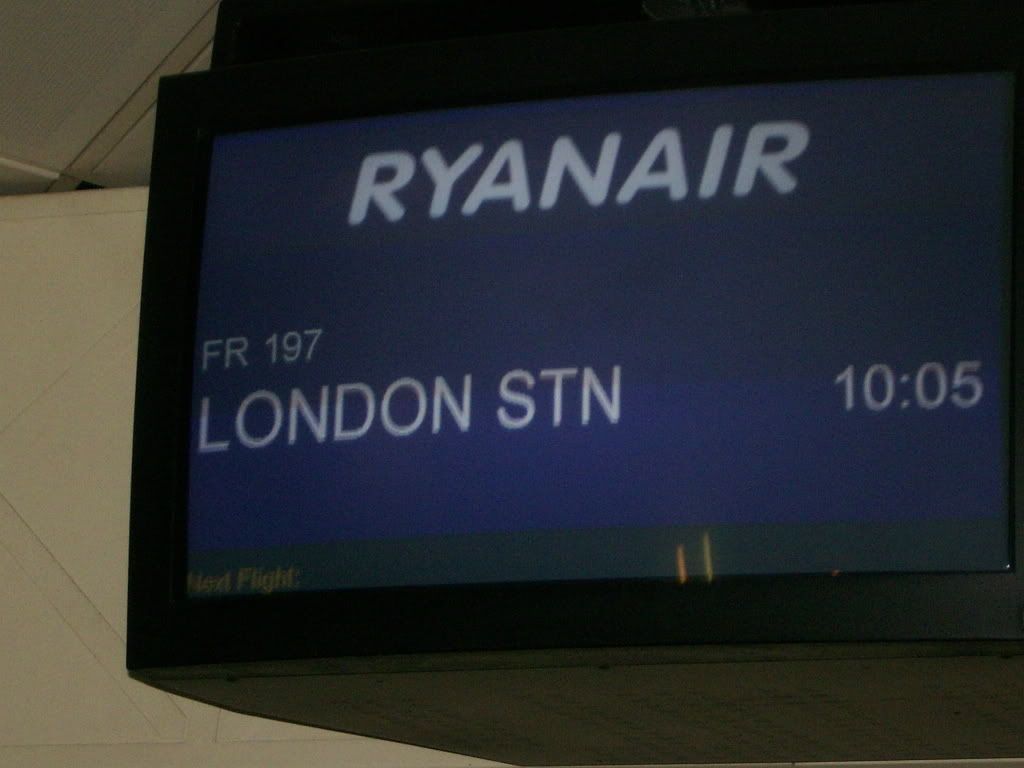 RYANAIR
FR 197
LONDON STN 10:05
Next Flight: